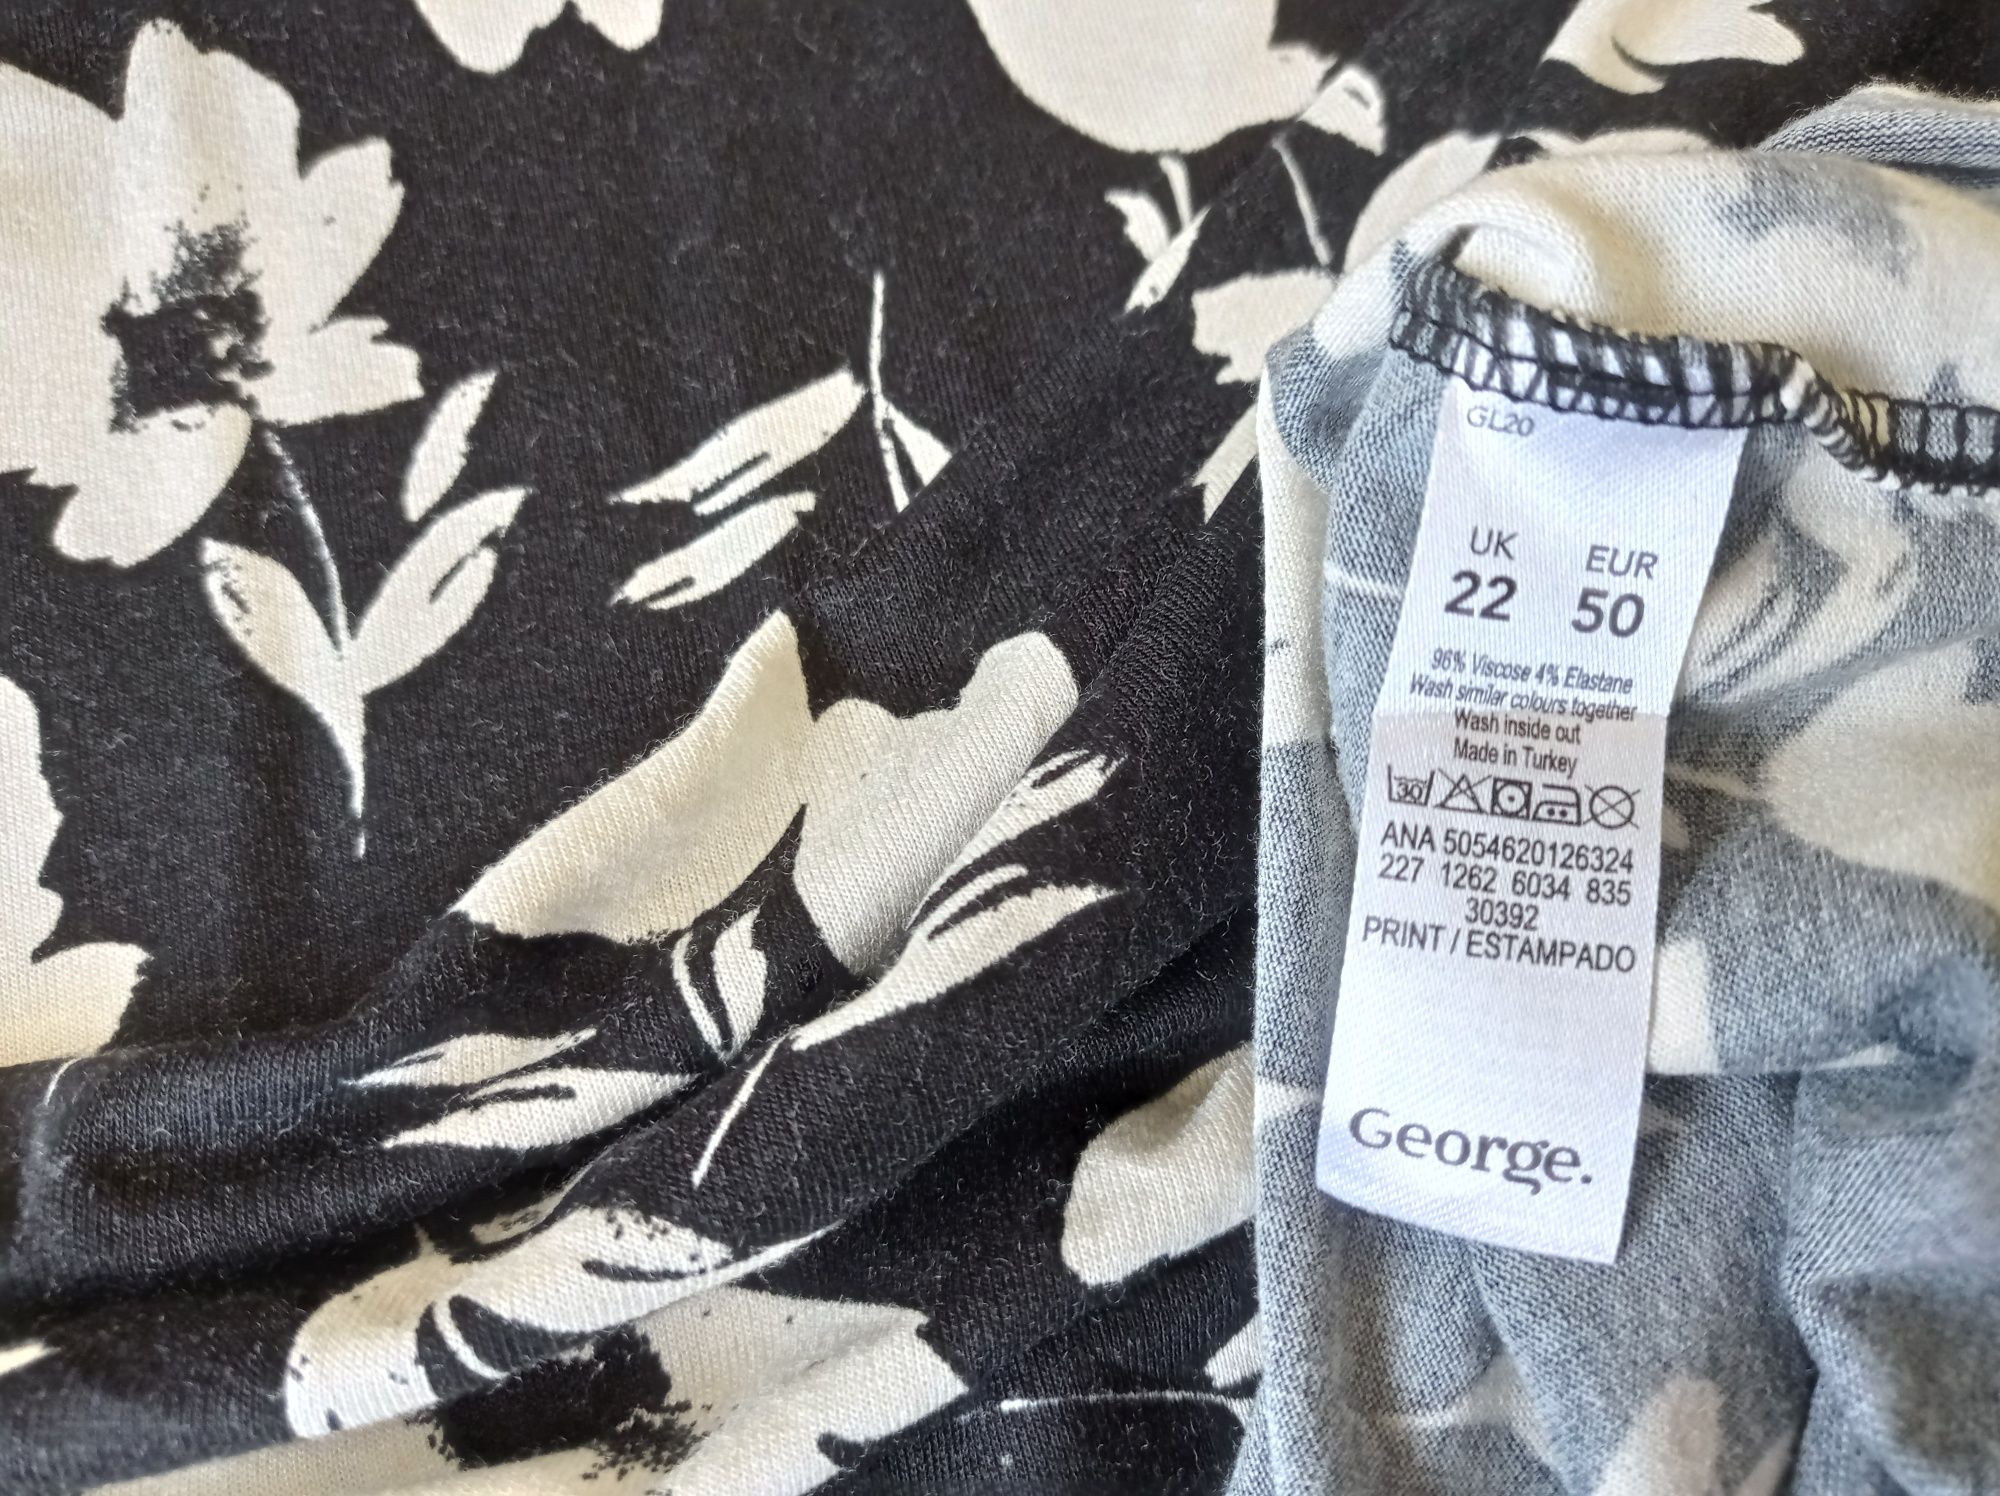 GL20
UK EUR
22 50
96% Viscose 4% Elastane
Wash similar colours together
Wash inside out
Made in Turkey
30
ANA 5054620126324
227 1262 6034 835
30392
PRINT / ESTAMPADO
George.